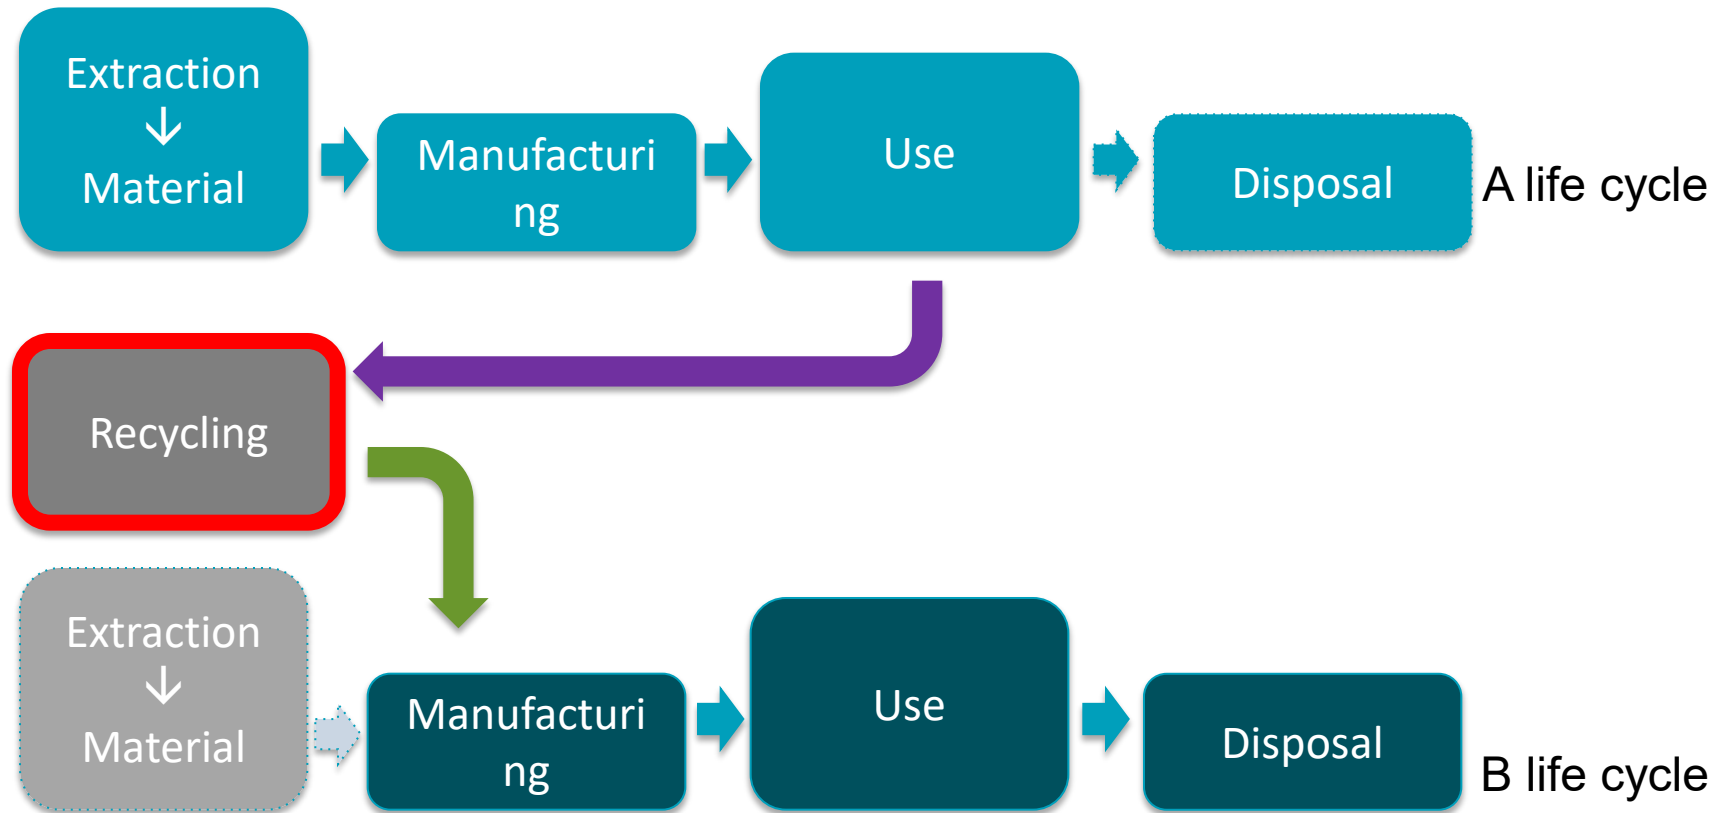 Extraction
↓
Material
Manufacturi
ng
Use
Disposal
A life cycle
Recycling
Extraction
↓
Material
Manufacturi
ng
Use
Disposal
B life cycle